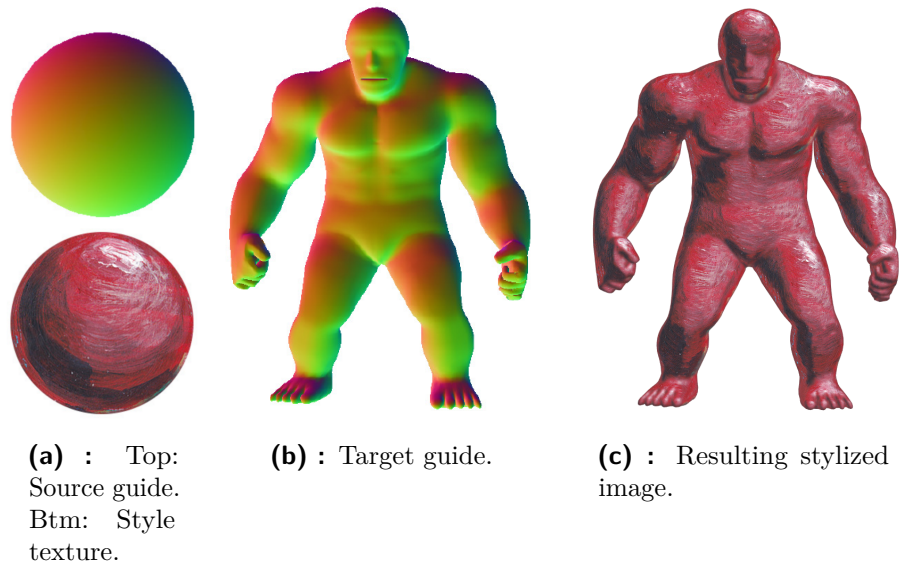 (a) : Top:
Source guide.
Btm: Style
texture.
(b) : Target guide.
(c) : Resulting stylized
image.